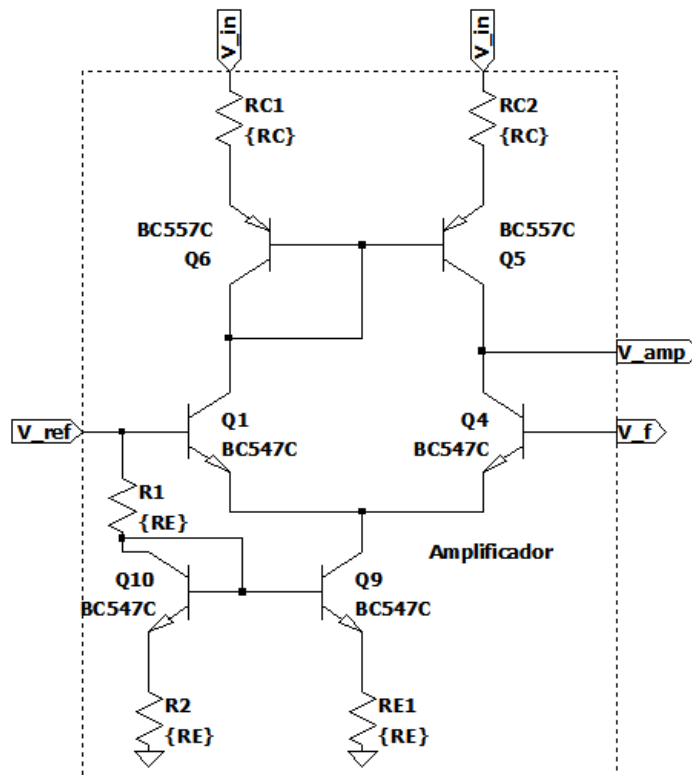 V_in
V_in
RC1
{RC}
RC2
{RC}
BC557C
Q6
BC557C
Q5
V_amp
V_ref
Q1
BC547C
Q4
BC547C
V_f
R1
{RE}
Amplificador
Q10
BC547C
Q9
BC547C
R2
{RE}
RE1
{RE}